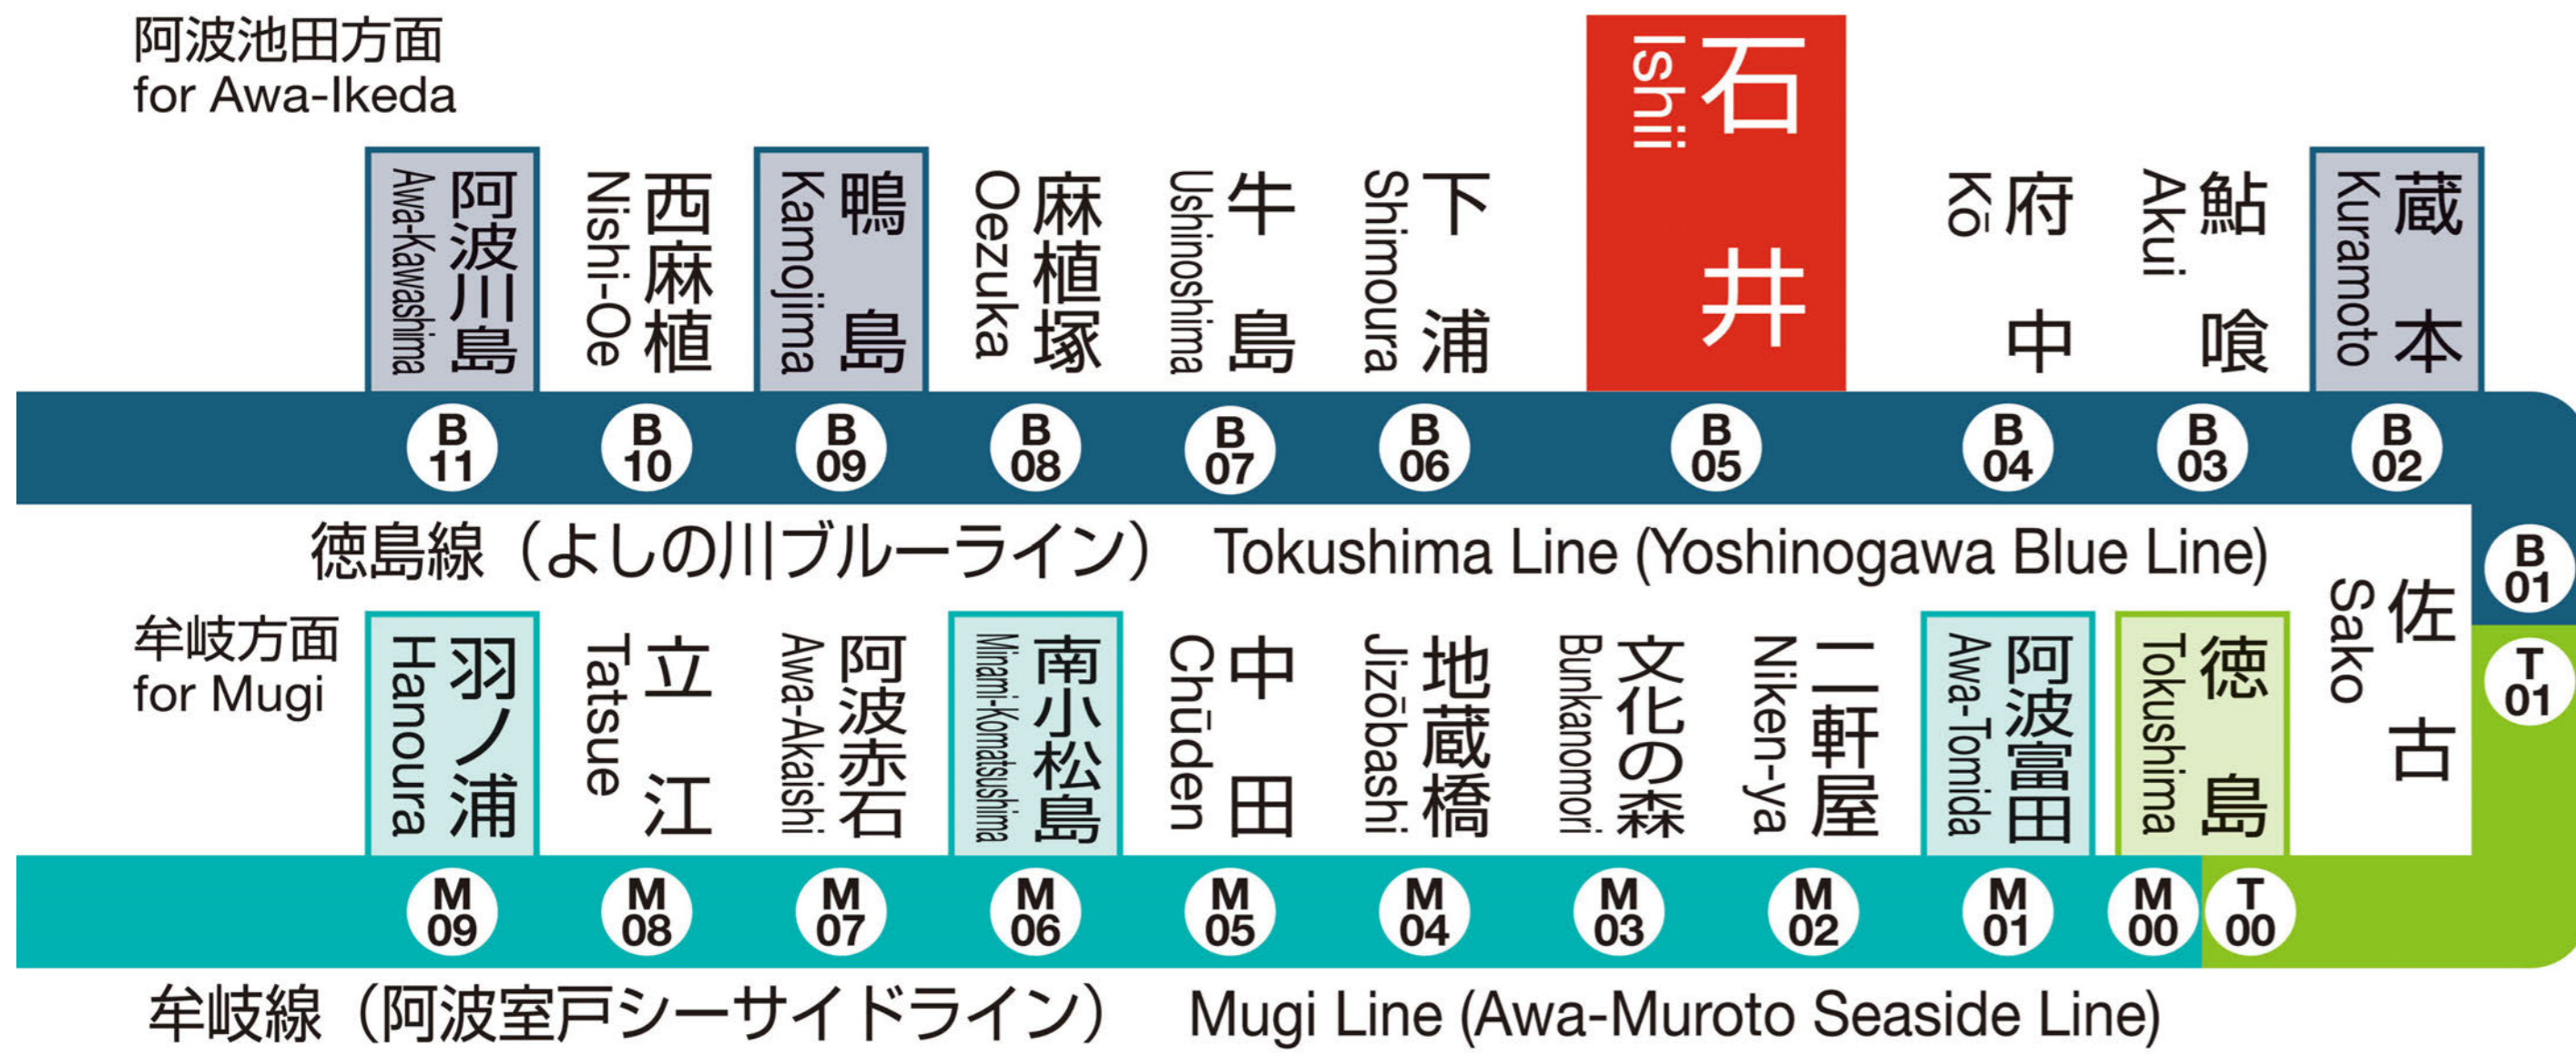 阿波池田方面
for Awa-Ikeda
阿波川島
Awa-Kawashima
西麻植
Nishi-Oe
鴨島
Kamojima
麻植塚
Oezuka
牛島
Ushinoshima
下浦
Shimoura
石井
Ishii
府中
Kō
鮎喰
Akui
蔵本
Kuramoto
B
11
B
10
B
09
B
08
B
07
B
06
B
05
B
04
B
03
B
02
徳島線（よしの川ブルーライン） Tokushima Line (Yoshinogawa Blue Line)
B
01
T
01
佐古
Sako
牟岐方面
for Mugi
羽ノ浦
Hanoura
立江
Tatsue
阿波赤石
Awa-Akaishi
南小松島
Minami-Komatsushima
中田
Chūden
地蔵橋
Jizōbashi
文化の森
Bunkanomori
二軒屋
Niken-ya
阿波富田
Awa-Tomida
徳島
Tokushima
M
09
M
08
M
07
M
06
M
05
M
04
M
03
M
02
M
01
M
00
T
00
牟岐線（阿波室戸シーサイドライン） Mugi Line (Awa-Muroto Seaside Line)